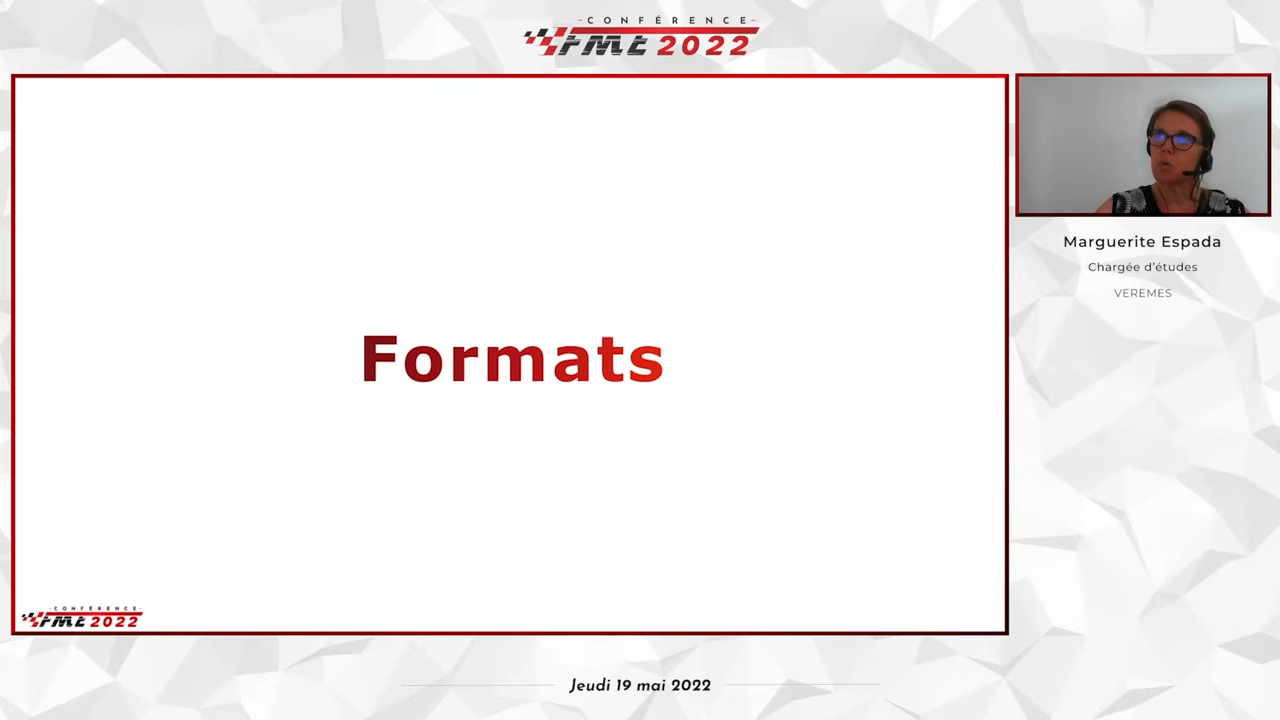 -CONFÉRENCE-
FME 2022
Formats
Marguerite Espada
Chargée d'études
VEREMES
-CONFÉRENCE-
FME 2022
Jeudi 19 mai 2022